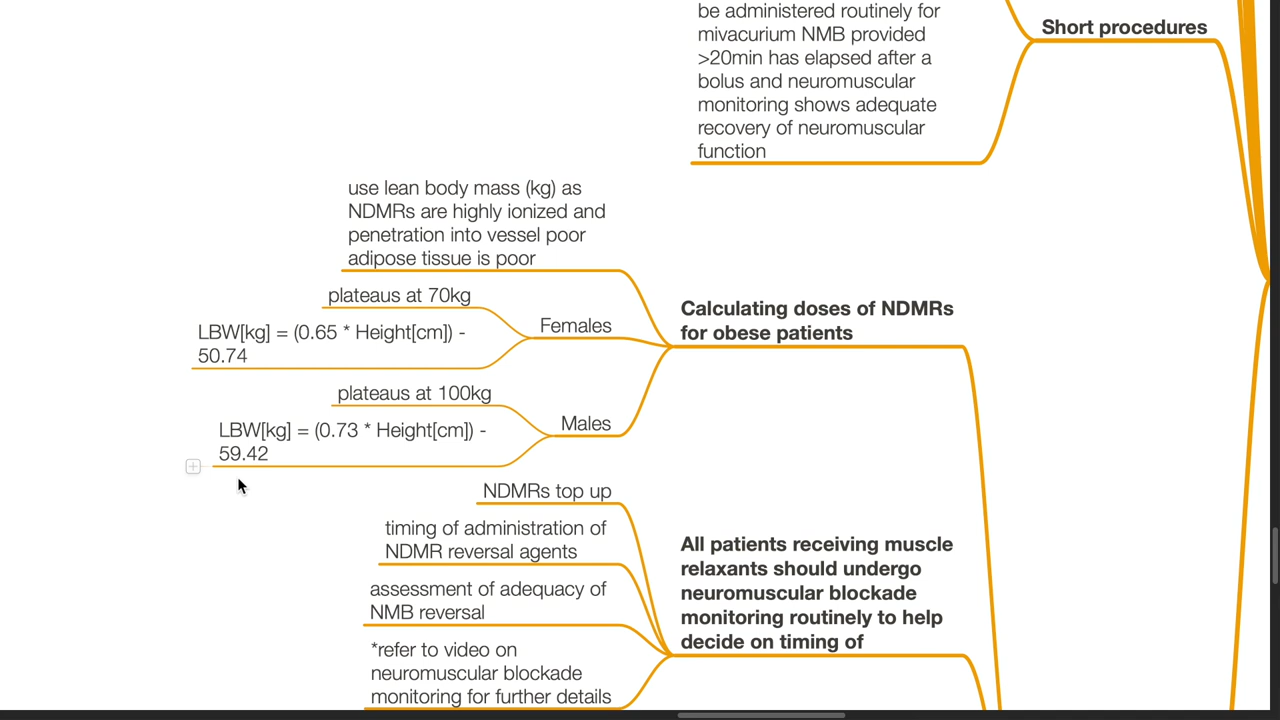 be administered routinely for
mivacurium NMB provided
>20min has elapsed after a
bolus and neuromuscular
monitoring shows adequate
recovery of neuromuscular
function
Short procedures
use lean body mass (kg) as
NDMRs are highly ionized and
penetration into vessel poor
adipose tissue is poor
plateaus at 70kg
LBW[kg] = (0.65 * Height[cm]) -
50.74
Females
plateaus at 100kg
LBW[kg] = (0.73 * Height[cm]) -
59.42
Males
Calculating doses of NDMRs
for obese patients
NDMRs top up
timing of administration of
NDMR reversal agents
assessment of adequacy of
NMB reversal
*refer to video on
neuromuscular blockade
monitoring for further details
All patients receiving muscle
relaxants should undergo
neuromuscular blockade
monitoring routinely to help
decide on timing of